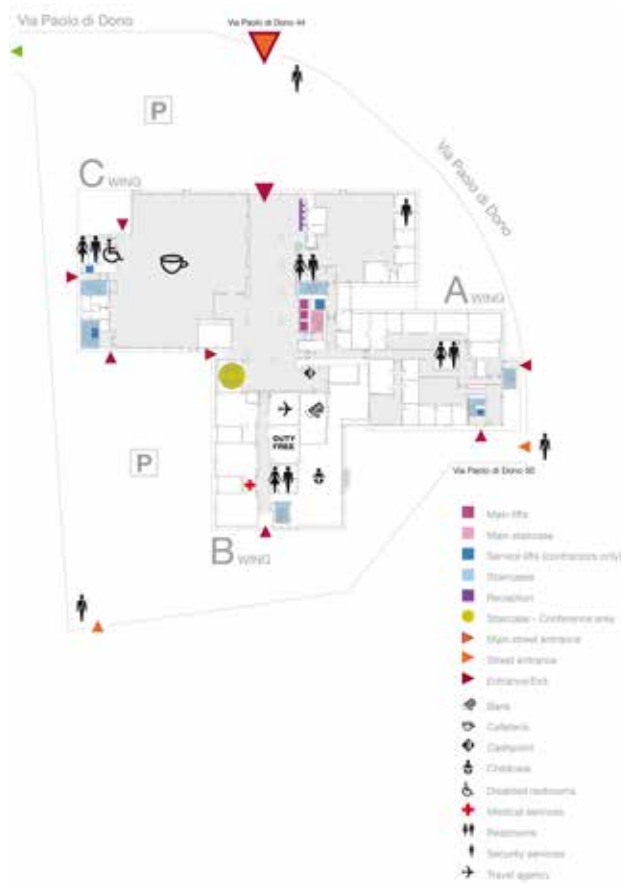 Via Paolo di Dono
Via Paolo di Dono 44
P
Via Paolo di Dono
C WING
A WING
DUTY
FREE
P
Via Paolo di Dono
B WING
Main lifts
Main staircase
Service lifts (contractors only)
Staircases
Reception
Staircase - Conference only
Main street entrance
Street entrance
Entrance/Exit
Bank
Cafeteria
Cashpoint
Childcare
Disabled restrooms
Medical services
Restrooms
Security services
Travel agency